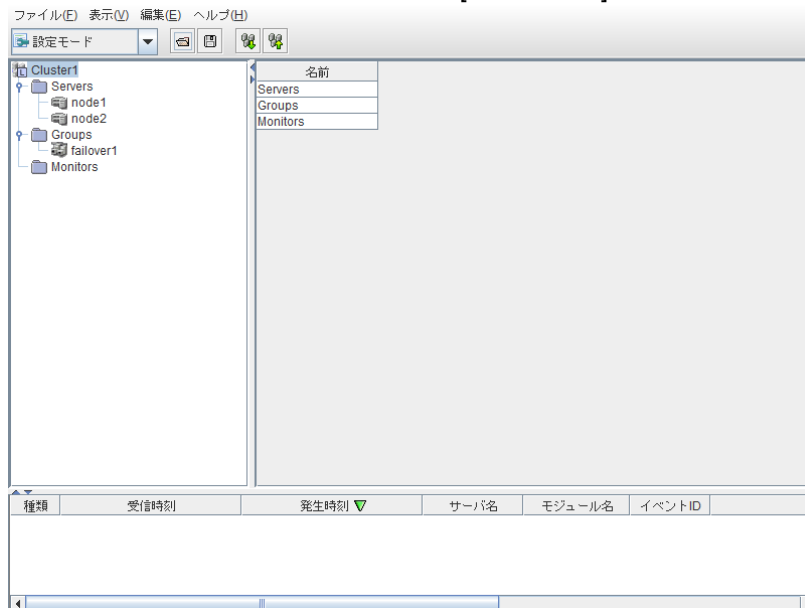 ファイル(F) 表示(V) 編集(E) ヘルプ(H)
設定モード
Cluster1
Servers
node1
node2
Groups
failover1
Monitors
名前
Servers
Groups
Monitors
種類 受信時刻 発生時刻 サーバ名 モジュール名 イベントID